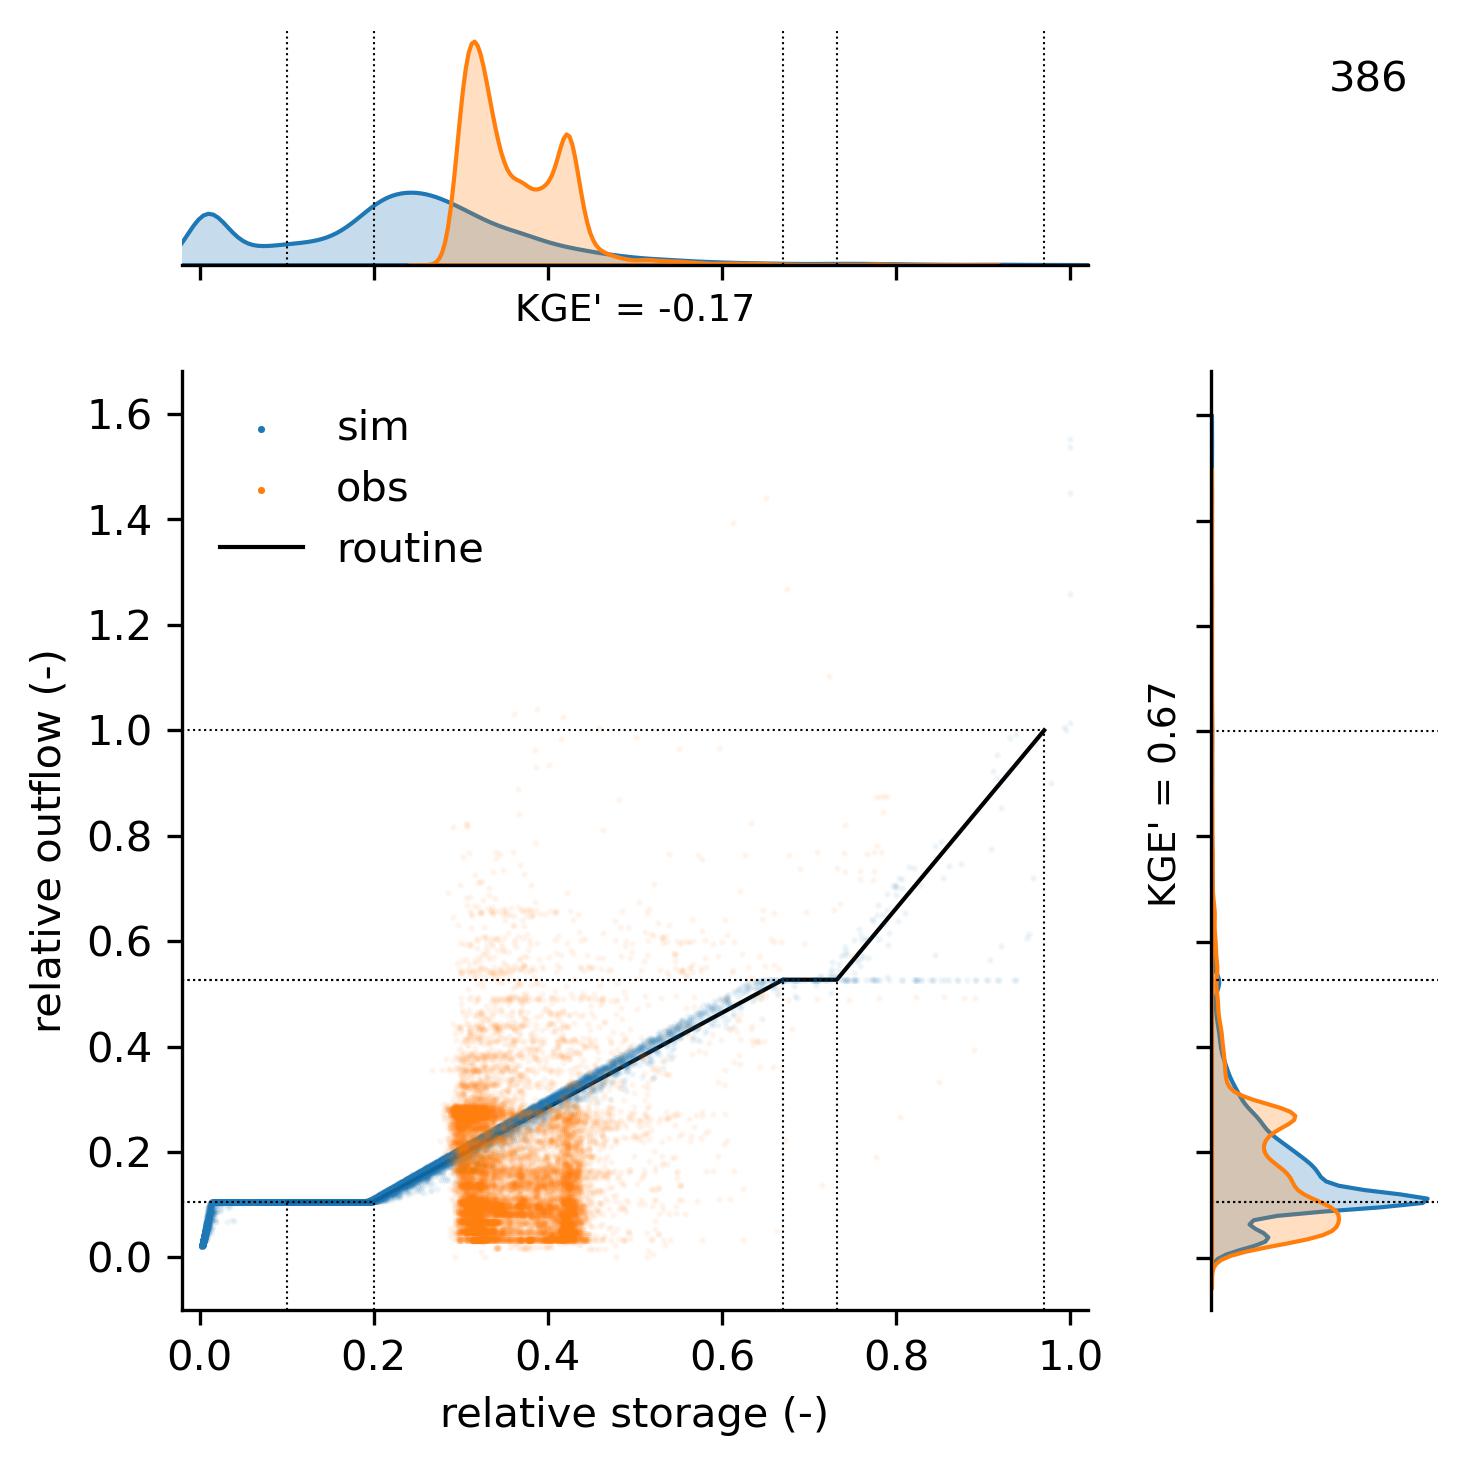 386
KGE' = -0.17
sim
obs
routine
1.6
1.4
1.2
1.0
0.8
0.6
0.4
0.2
0.0
relative outflow (-)
KGE' = 0.67
0.0 0.2 0.4 0.6 0.8 1.0
relative storage (-)